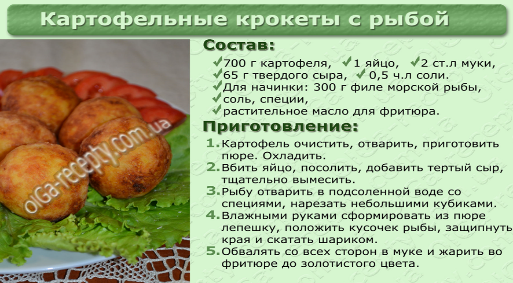 Картофельные крокеты с рыбой
Состав:
✓700 г картофеля, ✓1 яйцо, ✓2 ст.л муки,
✓65 г твердого сыра, ✓0,5 ч.л соли.
✓Для начинки: 300 г филе морской рыбы,
✓соль, специи,
✓растительное масло для фритюра.
Приготовление:
1. Картофель очистить, отварить, приготовить
пюре. Охладить.
2. Вбить яйцо, посолить, добавить тертый сыр,
тщательно вымесить.
3. Рыбу отварить в подсоленной воде со
специями, нарезать небольшими кубиками.
4. Влажными руками сформировать из пюре
лепешку, положить кусочек рыбы, защипнуть
края и скатать шариком.
5. Обвалять со всех сторон в муке и жарить во
фритюре до золотистого цвета.
olGa-recepty.com.ua